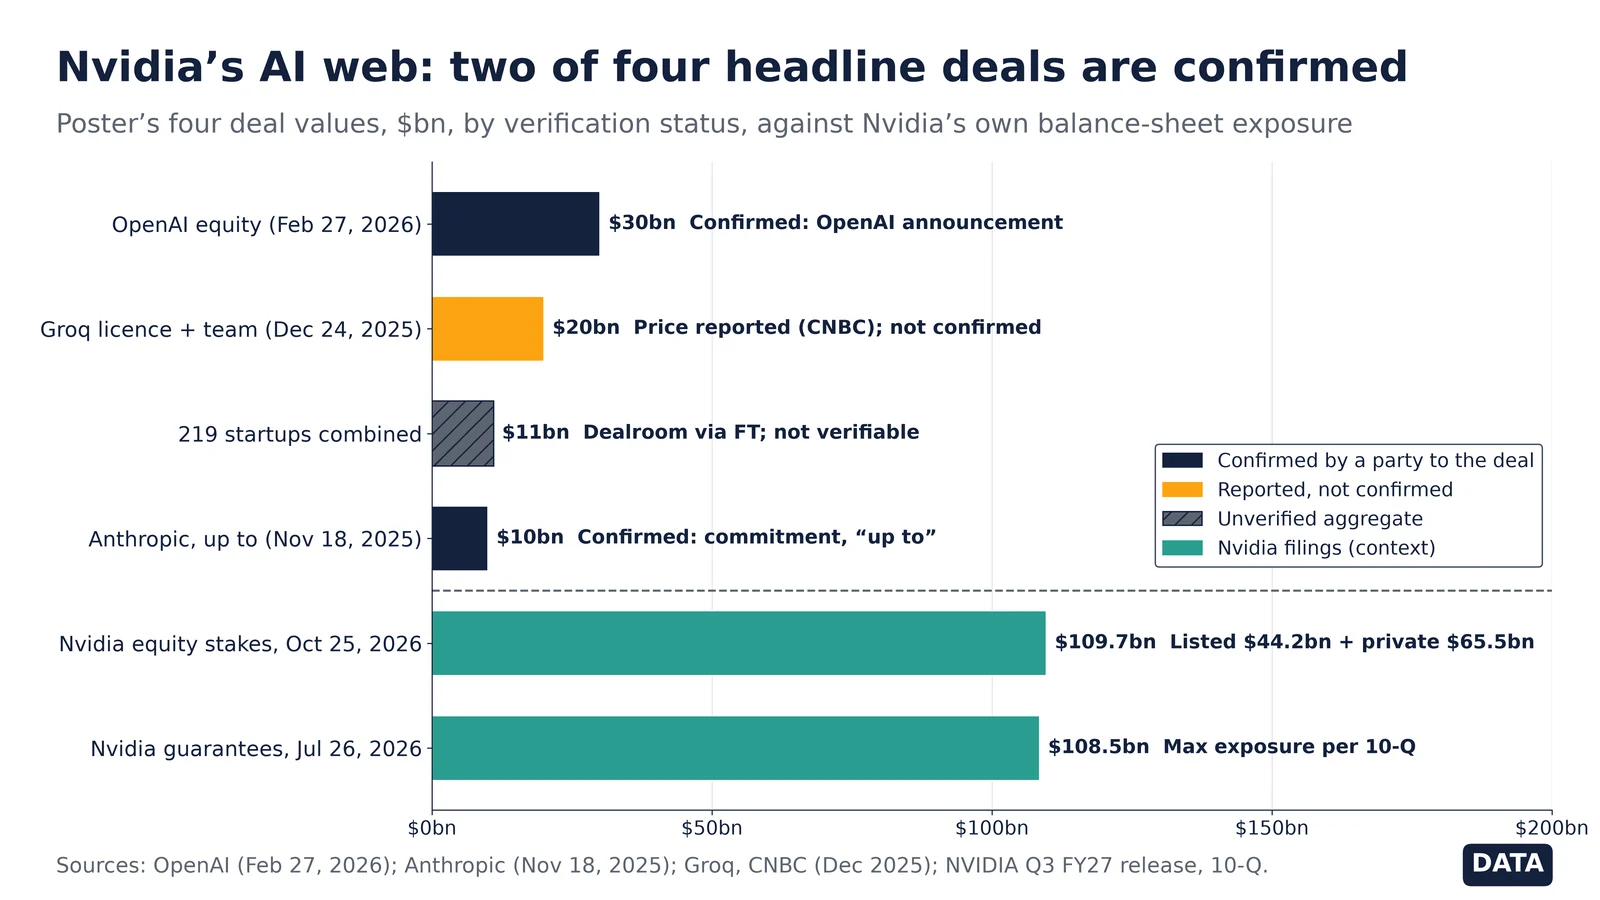 Nvidia’s AI web: two of four headline deals are confirmed
Poster’s four deal values, $bn, by verification status, against Nvidia’s own balance-sheet exposure
OpenAI equity (Feb 27, 2026)
$30bn Confirmed: OpenAI announcement
Groq licence + team (Dec 24, 2025)
$20bn Price reported (CNBC); not confirmed
219 startups combined
$11bn Dealroom via FT; not verifiable
Anthropic, up to (Nov 18, 2025)
$10bn Confirmed: commitment, “up to”
Confirmed by a party to the deal
Reported, not confirmed
Unverified aggregate
Nvidia filings (context)
Nvidia equity stakes, Oct 25, 2026
$109.7bn Listed $44.2bn + private $65.5bn
Nvidia guarantees, Jul 26, 2026
$108.5bn Max exposure per 10-Q
$0bn $50bn $100bn $150bn $200bn
Sources: OpenAI (Feb 27, 2026); Anthropic (Nov 18, 2025); Groq, CNBC (Dec 2025); NVIDIA Q3 FY27 release, 10-Q.
DATA